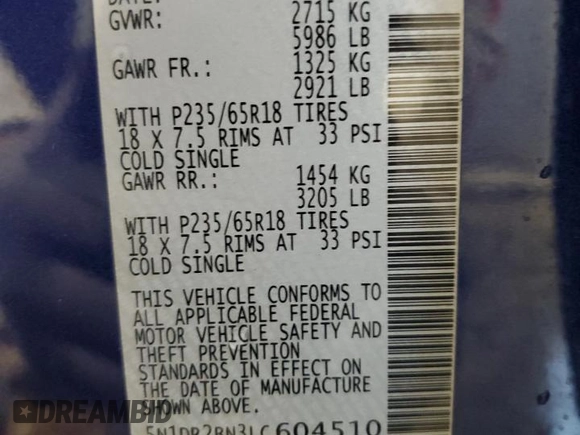 DATE:
GVWR: 2715 KG
5986 LB
GAWR FR.: 1325 KG
2921 LB
WITH P235/65R18 TIRES
18 X 7.5 RIMS AT 33 PSI
COLD SINGLE
GAWR RR.: 1454 KG
3205 LB
WITH P235/65R18 TIRES
18 X 7.5 RIMS AT 33 PSI
COLD SINGLE
THIS VEHICLE CONFORMS TO
ALL APPLICABLE FEDERAL
MOTOR VEHICLE SAFETY AND
THEFT PREVENTION
STANDARDS IN EFFECT ON
THE DATE OF MANUFACTURE
5N1DR2BN3LC604510
DREAMBID